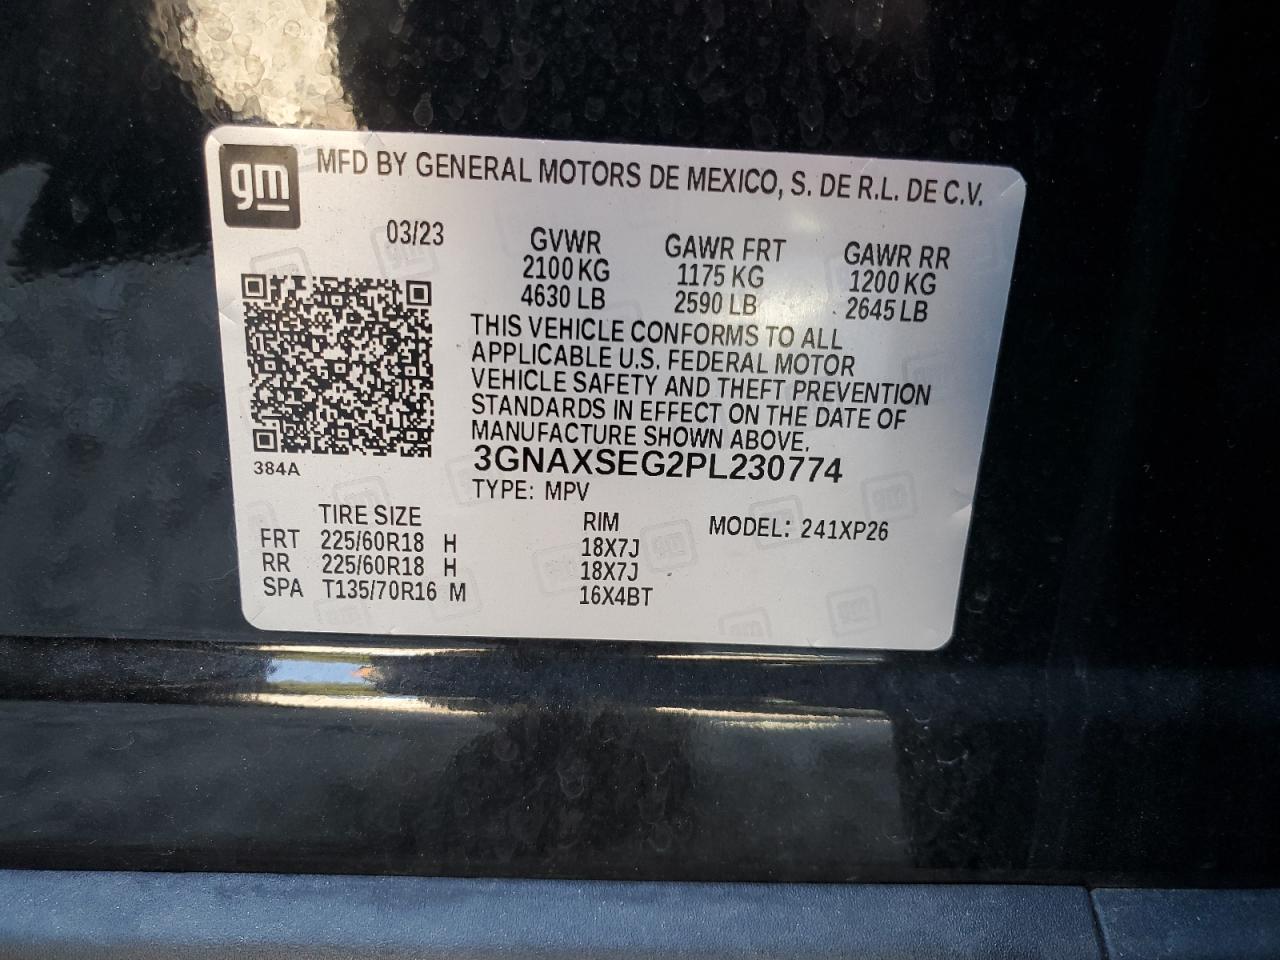 gm
MFD BY GENERAL MOTORS DE MEXICO, S. DE R.L. DE C.V.
03/23
GVWR GAWR FRT GAWR RR
2100 KG 1175 KG 1200 KG
4630 LB 2590 LB 2645 LB
THIS VEHICLE CONFORMS TO ALL
APPLICABLE U.S. FEDERAL MOTOR
VEHICLE SAFETY AND THEFT PREVENTION
STANDARDS IN EFFECT ON THE DATE OF
MANUFACTURE SHOWN ABOVE.
384A
3GNAXSEG2PL230774
TYPE: MPV
TIRE SIZE RIM MODEL: 241XP26
FRT 225/60R18 H 18X7J
RR 225/60R18 H 18X7J
SPA T135/70R16 M 16X4BT